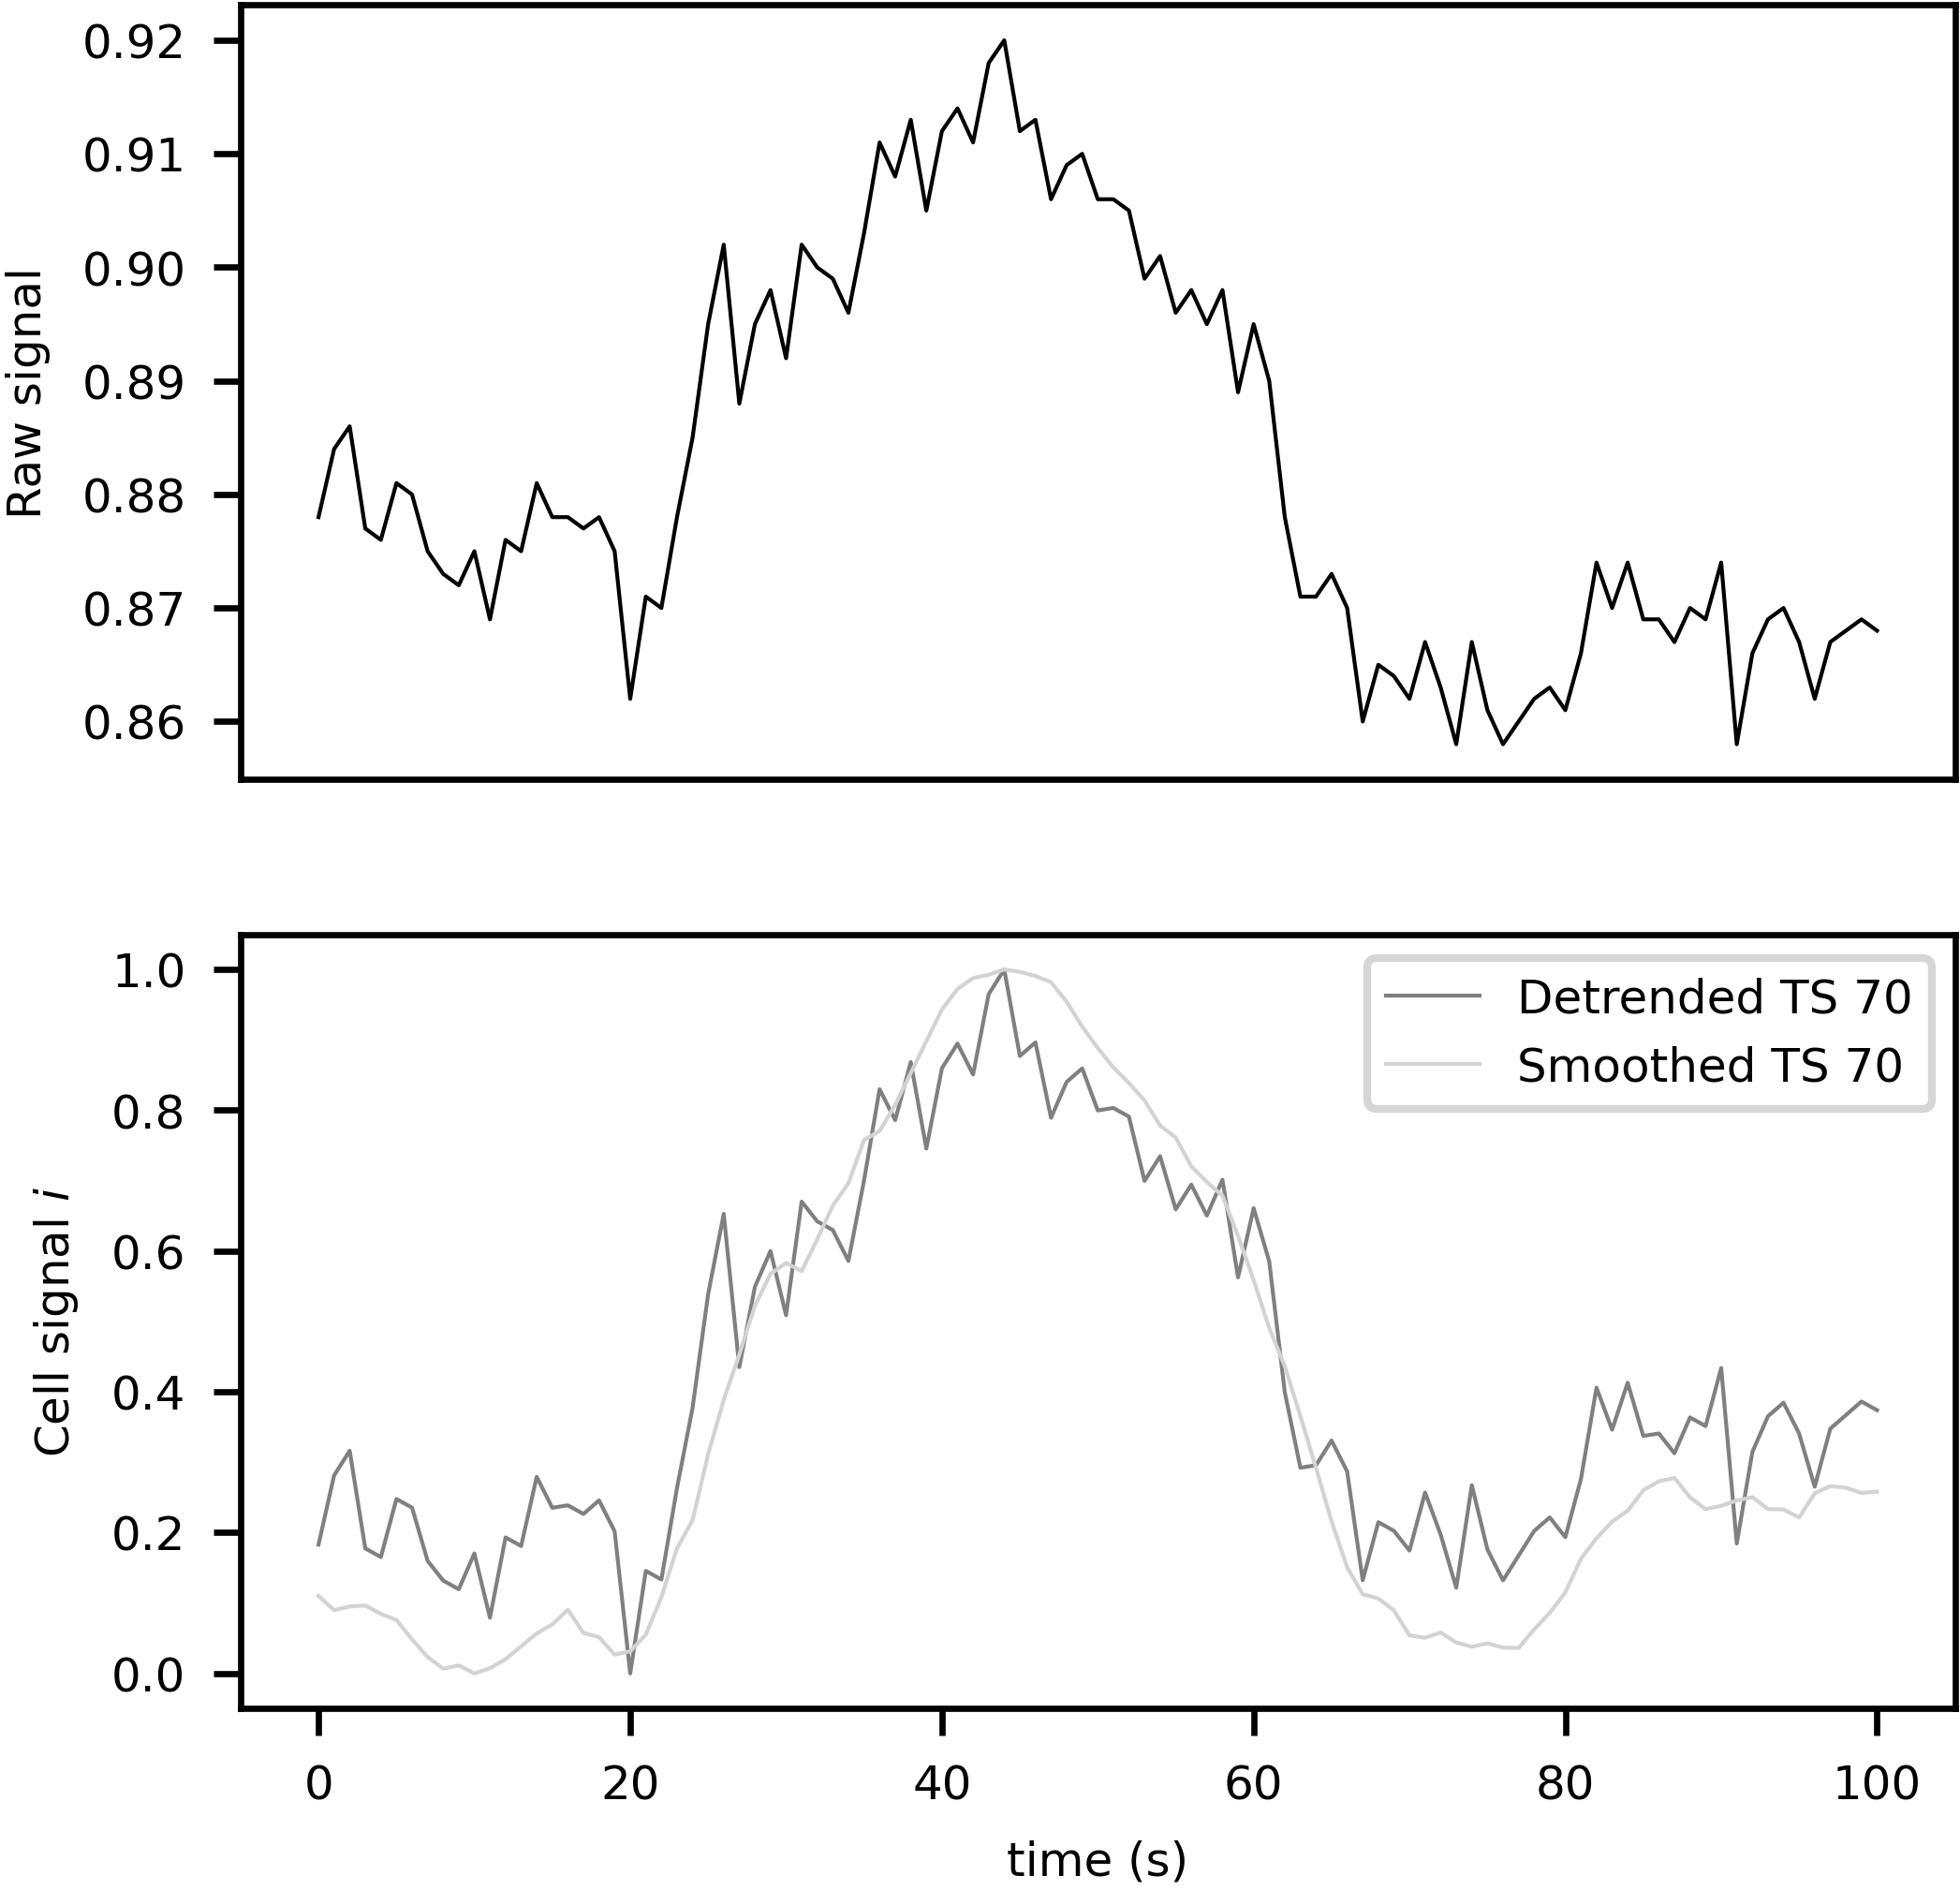 0.92
0.91
0.90
0.89
0.88
0.87
0.86
Raw signal
1.0
0.8
0.6
0.4
0.2
0.0
Cell signal i
Detrended TS 70
Smoothed TS 70
0 20 40 60 80 100
time (s)